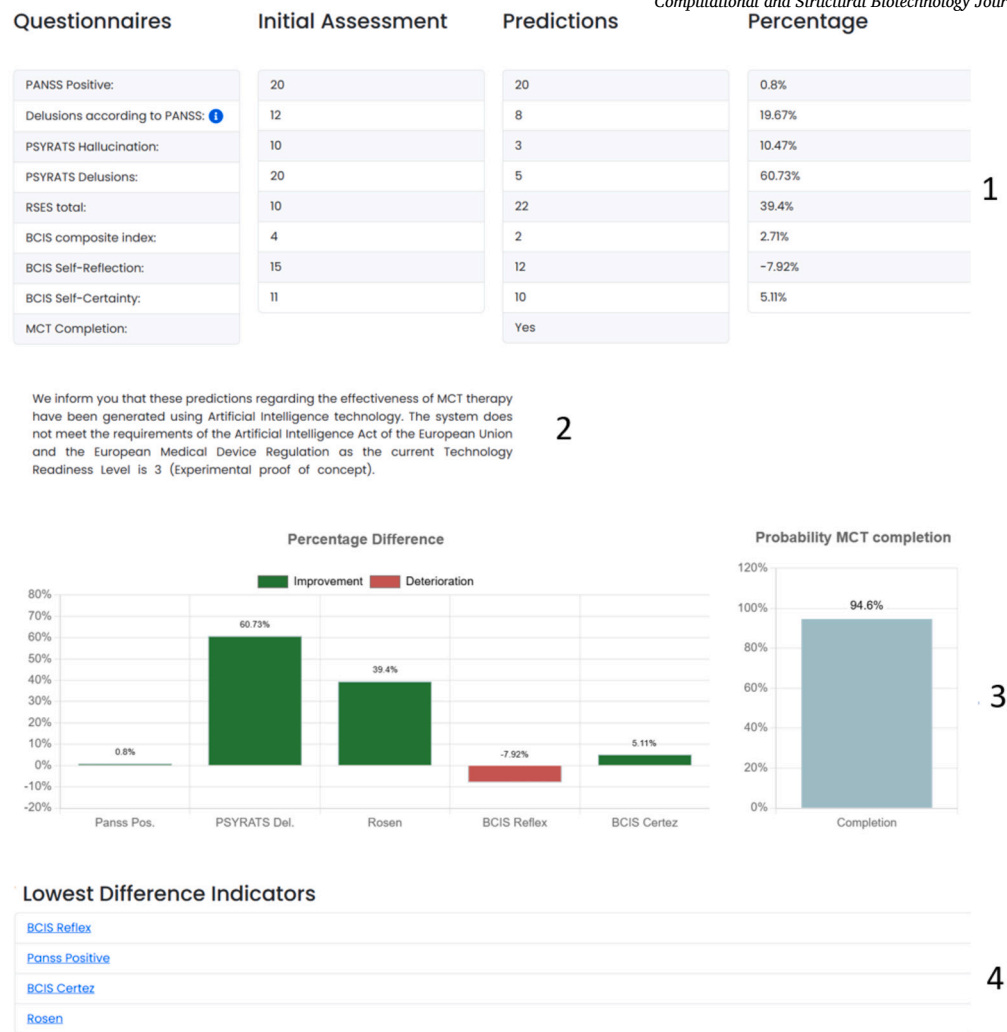 Computational and Structural Biotechnology Jour
Questionnaires Initial Assessment Predictions Percentage
PANSS Positive: 20 20 0.8%
Delusions according to PANSS: i 12 8 19.67%
PSYRATS Hallucination: 10 3 10.47%
PSYRATS Delusions: 20 5 60.73%
1
RSES total: 10 22 39.4%
BCIS composite index: 4 2 2.71%
BCIS Self-Reflection: 15 12 -7.92%
BCIS Self-Certainty: 11 10 5.11%
MCT Completion: Yes
We inform you that these predictions regarding the effectiveness of MCT therapy
have been generated using Artificial Intelligence technology. The system does
not meet the requirements of the Artificial Intelligence Act of the European Union
and the European Medical Device Regulation as the current Technology
Readiness Level is 3 (Experimental proof of concept).
2
Percentage Difference
Improvement Deterioration
80%
70%
60%
50%
40%
30%
20%
10%
0%
-10%
-20%
0.8%
60.73%
39.4%
-7.92%
5.11%
Panss Pos. PSYRATS Del. Rosen BCIS Reflex BCIS Certez
Probability MCT completion
120%
100%
80%
60%
40%
20%
0%
94.6%
Completion
3
Lowest Difference Indicators
BCIS Reflex
Panss Positive
BCIS Certez
Rosen
4